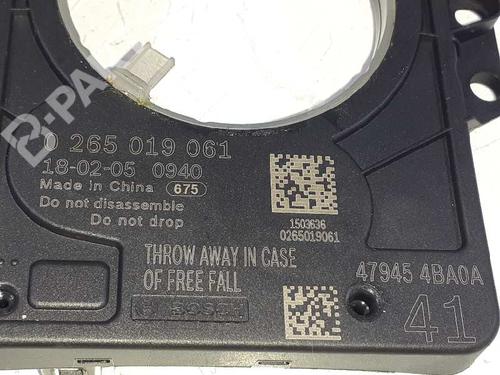 B-PARTS
0 265 019 061
18-02-05 0940
Made in China 675
Do not disassemble
Do not drop
1503636
0265019061
THROW AWAY IN CASE
OF FREE FALL
BOSCH
47945 4BA0A
41